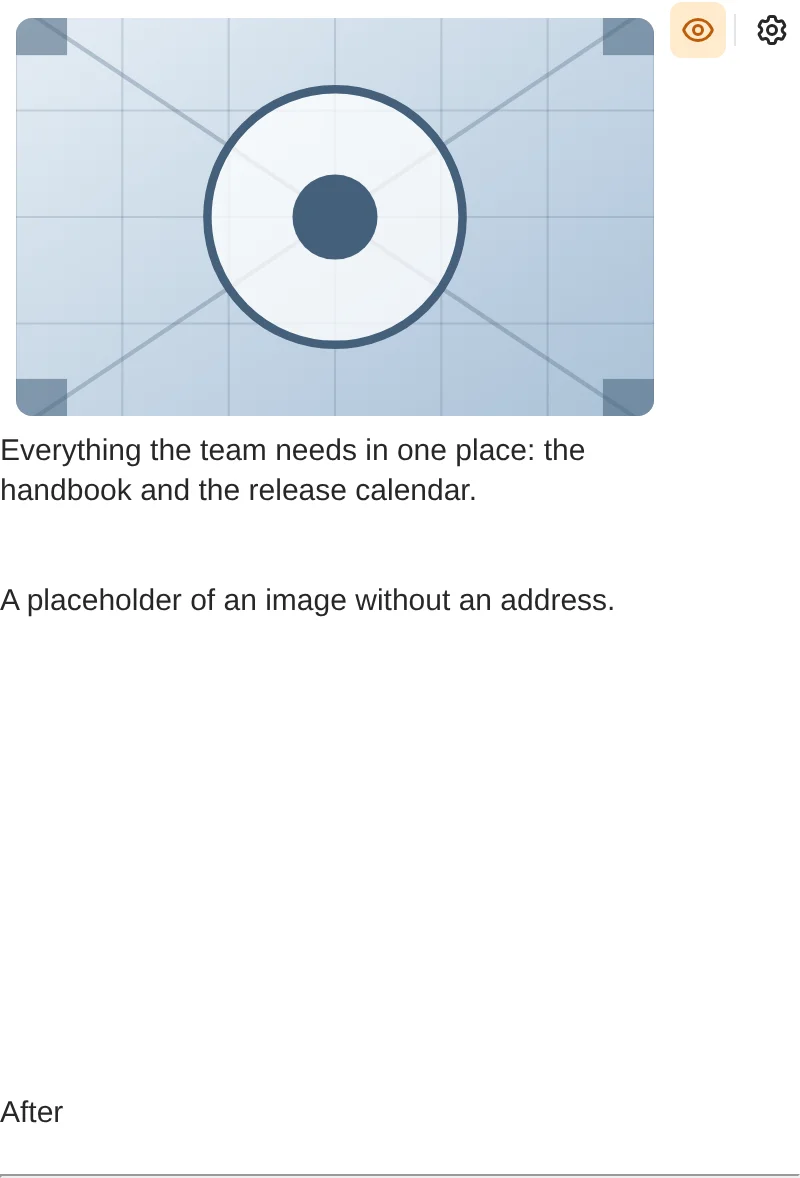 Everything the team needs in one place: the
handbook and the release calendar.
A placeholder of an image without an address.
After